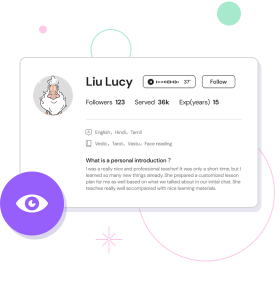 Liu Lucy 37" Follow
Followers 123 Served 36k Exp(years) 15
English, Hindi, Tamil
Vedic, Tarot, Vastu, Face reading
What is a personal introduction ?
I was a really nice and professional teacher! It was only a short time, but I
learned so many new things already. She prepared a customized lesson
plan for me as well based on what we talked about in our initial chat. She
teaches really well accompanied with nice learning materials.